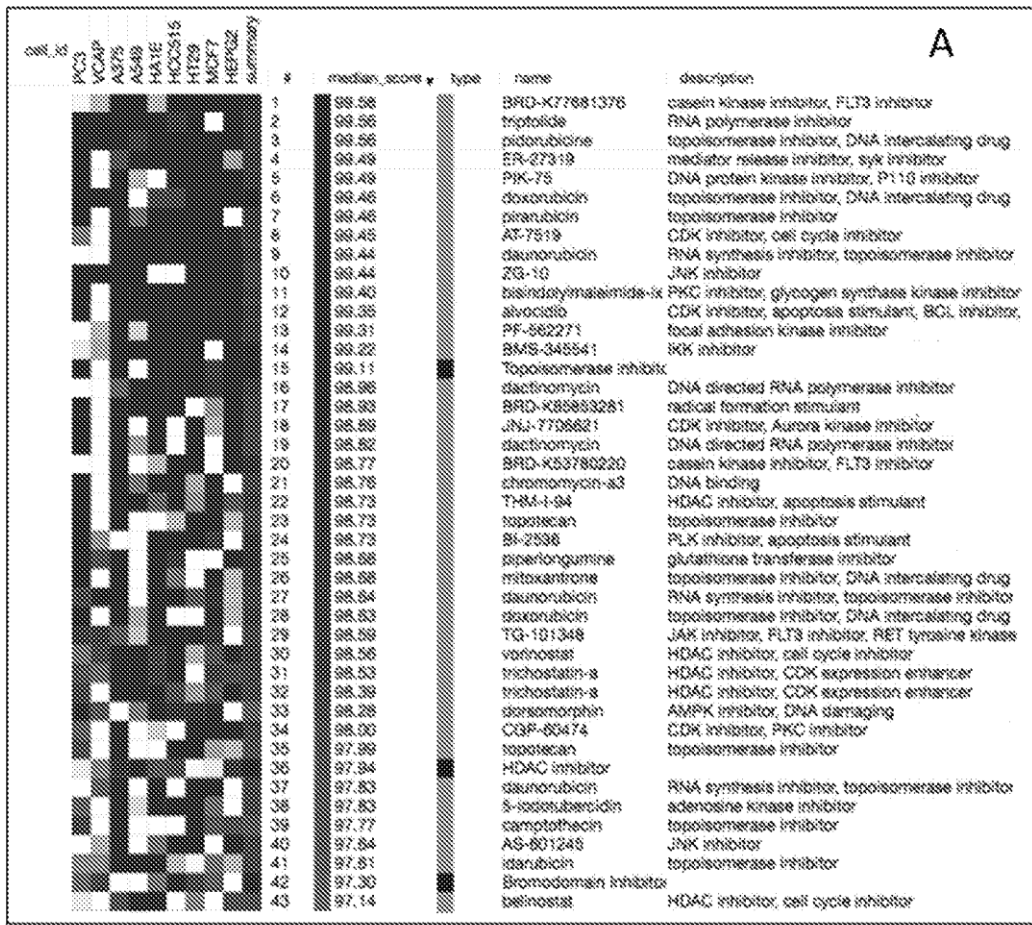 A
cell_id PC3 VCAP A375 A549 HA1E HCC515 HT29 MCF7 HEPG2 summary # median_score type name description
1 99.56 BRD-K77681376 casein kinase inhibitor, FLT3 inhibitor
2 99.56 triptolide RNA polymerase inhibitor
3 99.56 pidorubicine topoisomerase inhibitor, DNA intercalating drug
4 99.49 ER-27319 mediator release inhibitor, syk inhibitor
5 99.49 PIK-75 DNA protein kinase inhibitor, P110 inhibitor
6 99.46 doxorubicin topoisomerase inhibitor, DNA intercalating drug
7 99.46 pirarubicin topoisomerase inhibitor
8 99.45 AT-7519 CDK inhibitor, cell cycle inhibitor
9 99.44 daunorubicin RNA synthesis inhibitor, topoisomerase inhibitor
10 99.44 ZG-10 JNK inhibitor
11 99.40 bisindolylmaleimide-ix PKC inhibitor, glycogen synthase kinase inhibitor
12 99.35 alvocidib CDK inhibitor, apoptosis stimulant, BCL inhibitor,
13 99.31 PF-562271 focal adhesion kinase inhibitor
14 99.22 BMS-345541 IKK inhibitor
15 99.11 Topoisomerase inhibitc
16 98.96 dactinomycin DNA directed RNA polymerase inhibitor
17 98.93 BRD-K85853281 radical formation stimulant
18 98.89 JNJ-7706621 CDK inhibitor, Aurora kinase inhibitor
19 98.82 dactinomycin DNA directed RNA polymerase inhibitor
20 98.77 BRD-K53780220 casein kinase inhibitor, FLT3 inhibitor
21 98.76 chromomycin-a3 DNA binding
22 98.73 THM-I-94 HDAC inhibitor, apoptosis stimulant
23 98.73 topotecan topoisomerase inhibitor
24 98.73 BI-2536 PLK inhibitor, apoptosis stimulant
25 98.68 piperlongumine glutathione transferase inhibitor
26 98.68 mitoxantrone topoisomerase inhibitor, DNA intercalating drug
27 98.64 daunorubicin RNA synthesis inhibitor, topoisomerase inhibitor
28 98.63 doxorubicin topoisomerase inhibitor, DNA intercalating drug
29 98.59 TG-101348 JAK inhibitor, FLT3 inhibitor, RET tyrosine kinase
30 98.56 vorinostat HDAC inhibitor, cell cycle inhibitor
31 98.53 trichostatin-a HDAC inhibitor, CDK expression enhancer
32 98.39 trichostatin-a HDAC inhibitor, CDK expression enhancer
33 98.28 dorsomorphin AMPK inhibitor, DNA damaging
34 98.00 CGP-60474 CDK inhibitor, PKC inhibitor
35 97.99 topotecan topoisomerase inhibitor
36 97.94 HDAC inhibitor
37 97.83 daunorubicin RNA synthesis inhibitor, topoisomerase inhibitor
38 97.83 5-iodotubercidin adenosine kinase inhibitor
39 97.77 camptothecin topoisomerase inhibitor
40 97.64 AS-601245 JNK inhibitor
41 97.61 idarubicin topoisomerase inhibitor
42 97.30 Bromodomain Inhibitor
43 97.14 belinostat HDAC inhibitor, cell cycle inhibitor